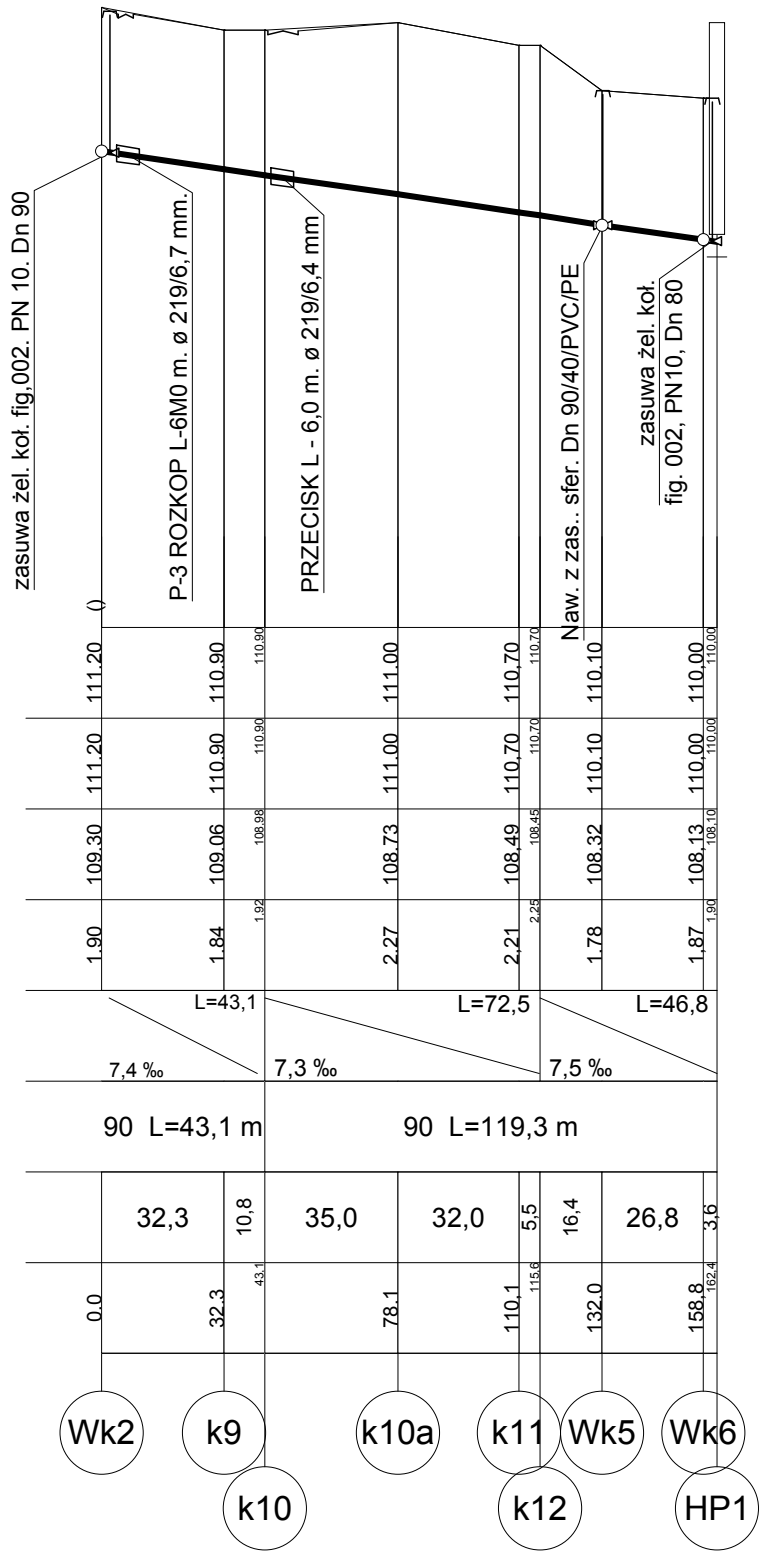 zasuwa żel. koł. fig,002. PN 10. Dn 90
P-3 ROZKOP L-6M0 m. ø 219/6,7 mm.
PRZECISK L - 6,0 m. ø 219/6,4 mm
Naw. z zas.. sfer. Dn 90/40/PVC/PE
zasuwa żel. koł.
fig. 002, PN10, Dn 80
()
111.20 110.90 110.90 111.00 110,70 110,70 110.10 110,00 110,00
111.20 110.90 110.90 111.00 110,70 110,70 110.10 110,00 110,00
109.30 109.06 108.98 108.73 108,49 108,45 108.32 108,13 108,10
1.90 1.84 1.92 2.27 2,21 2,25 1.78 1,87 1,90
L=43,1 L=72,5 L=46,8
7,4 ‰ 7,3 ‰ 7,5 ‰
90 L=43,1 m 90 L=119,3 m
32,3 10,8 35,0 32,0 5,5 16,4 26,8 3,6
0.0 32.3 43.1 78.1 110,1 115.6 132.0 158,8 162,4
Wk2 k9 k10a k11 Wk5 Wk6
k10 k12 HP1